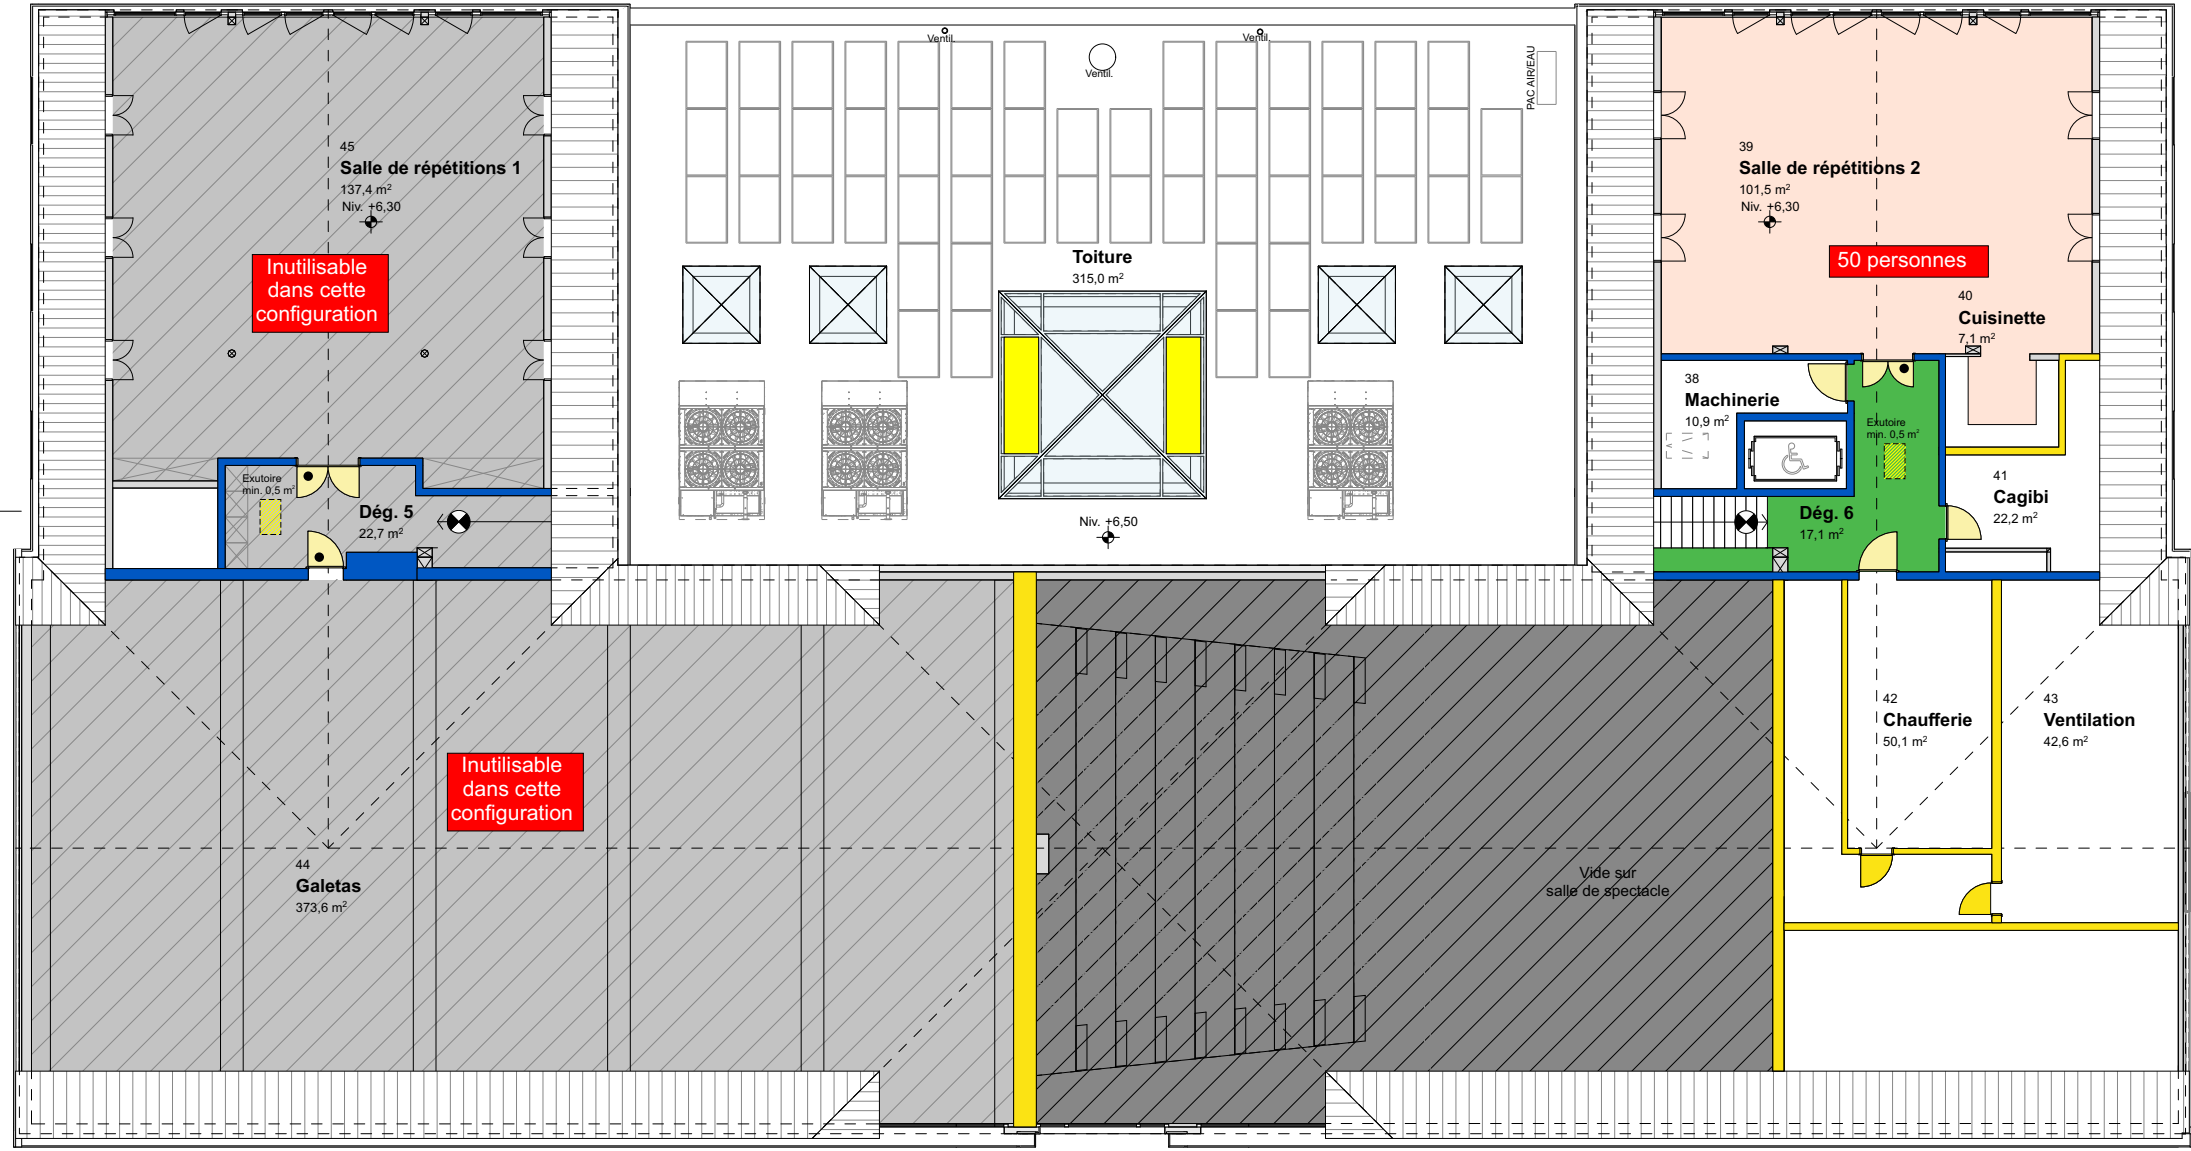 45
Salle de répétitions 1
137,4 m²
Niv. +6,30
Inutilisable
dans cette
configuration
Exutoire
min. 0,5 m²
Dég. 5
22,7 m²
Ventil.
Ventil.
Ventil.
PAC AIR/EAU
Toiture
315,0 m²
Niv. +6,50
39
Salle de répétitions 2
101,5 m²
Niv. +6,30
50 personnes
40
Cuisinette
7,1 m²
38
Machinerie
10,9 m²
Exutoire
min. 0,5 m²
41
Cagibi
22,2 m²
Dég. 6
17,1 m²
42
Chaufferie
50,1 m²
43
Ventilation
42,6 m²
Inutilisable
dans cette
configuration
44
Galetas
373,6 m²
Vide sur
salle de spectacle